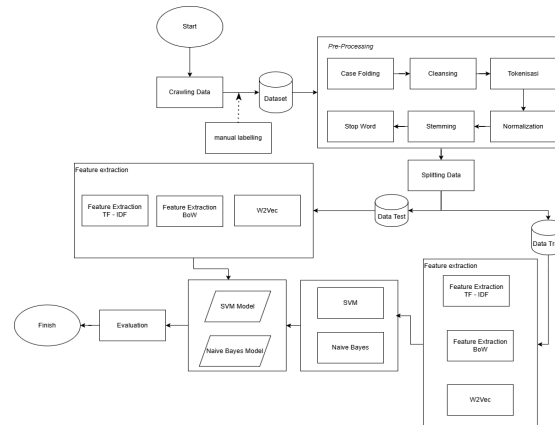 Start
Pre-Processing
Case Folding
Cleansing
Tokenisasi
Crawling Data
Dataset
manual labelling
Stop Word
Stemming
Normalization
Feature extraction
Splitting Data
Feature Extraction
TF - IDF
Feature Extraction
BoW
W2Vec
Data Test
Data Tr
Feature extraction
Feature Extraction
TF - IDF
SVM Model
SVM
Finish
Evaluation
Naive Bayes Model
Naive Bayes
Feature Extraction
BoW
W2Vec